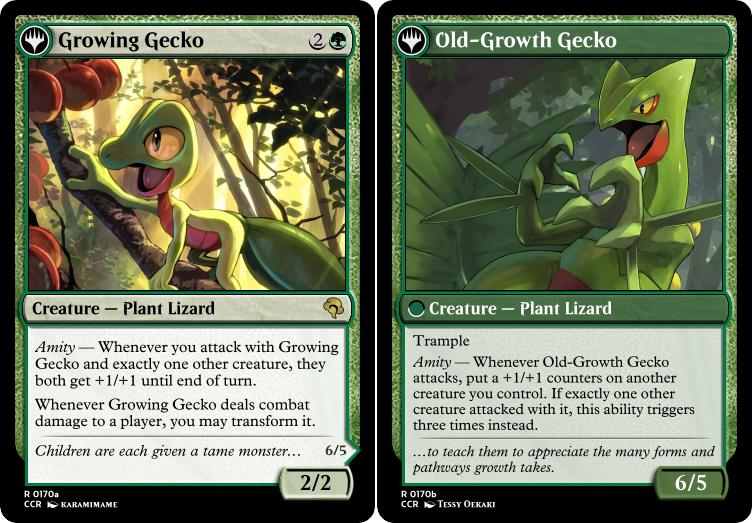 Growing Gecko 2
Creature — Plant Lizard
Amity — Whenever you attack with Growing
Gecko and exactly one other creature, they
both get +1/+1 until end of turn.
Whenever Growing Gecko deals combat
damage to a player, you may transform it.
Children are each given a tame monster… 6/5
2/2
R 0170a
CCR KARAMIMAME
Old-Growth Gecko
Creature — Plant Lizard
Trample
Amity — Whenever Old-Growth Gecko
attacks, put a +1/+1 counters on another
creature you control. If exactly one other
creature attacked with it, this ability triggers
three times instead.
…to teach them to appreciate the many forms and
pathways growth takes.
6/5
R 0170b
CCR Tessy Oekaki